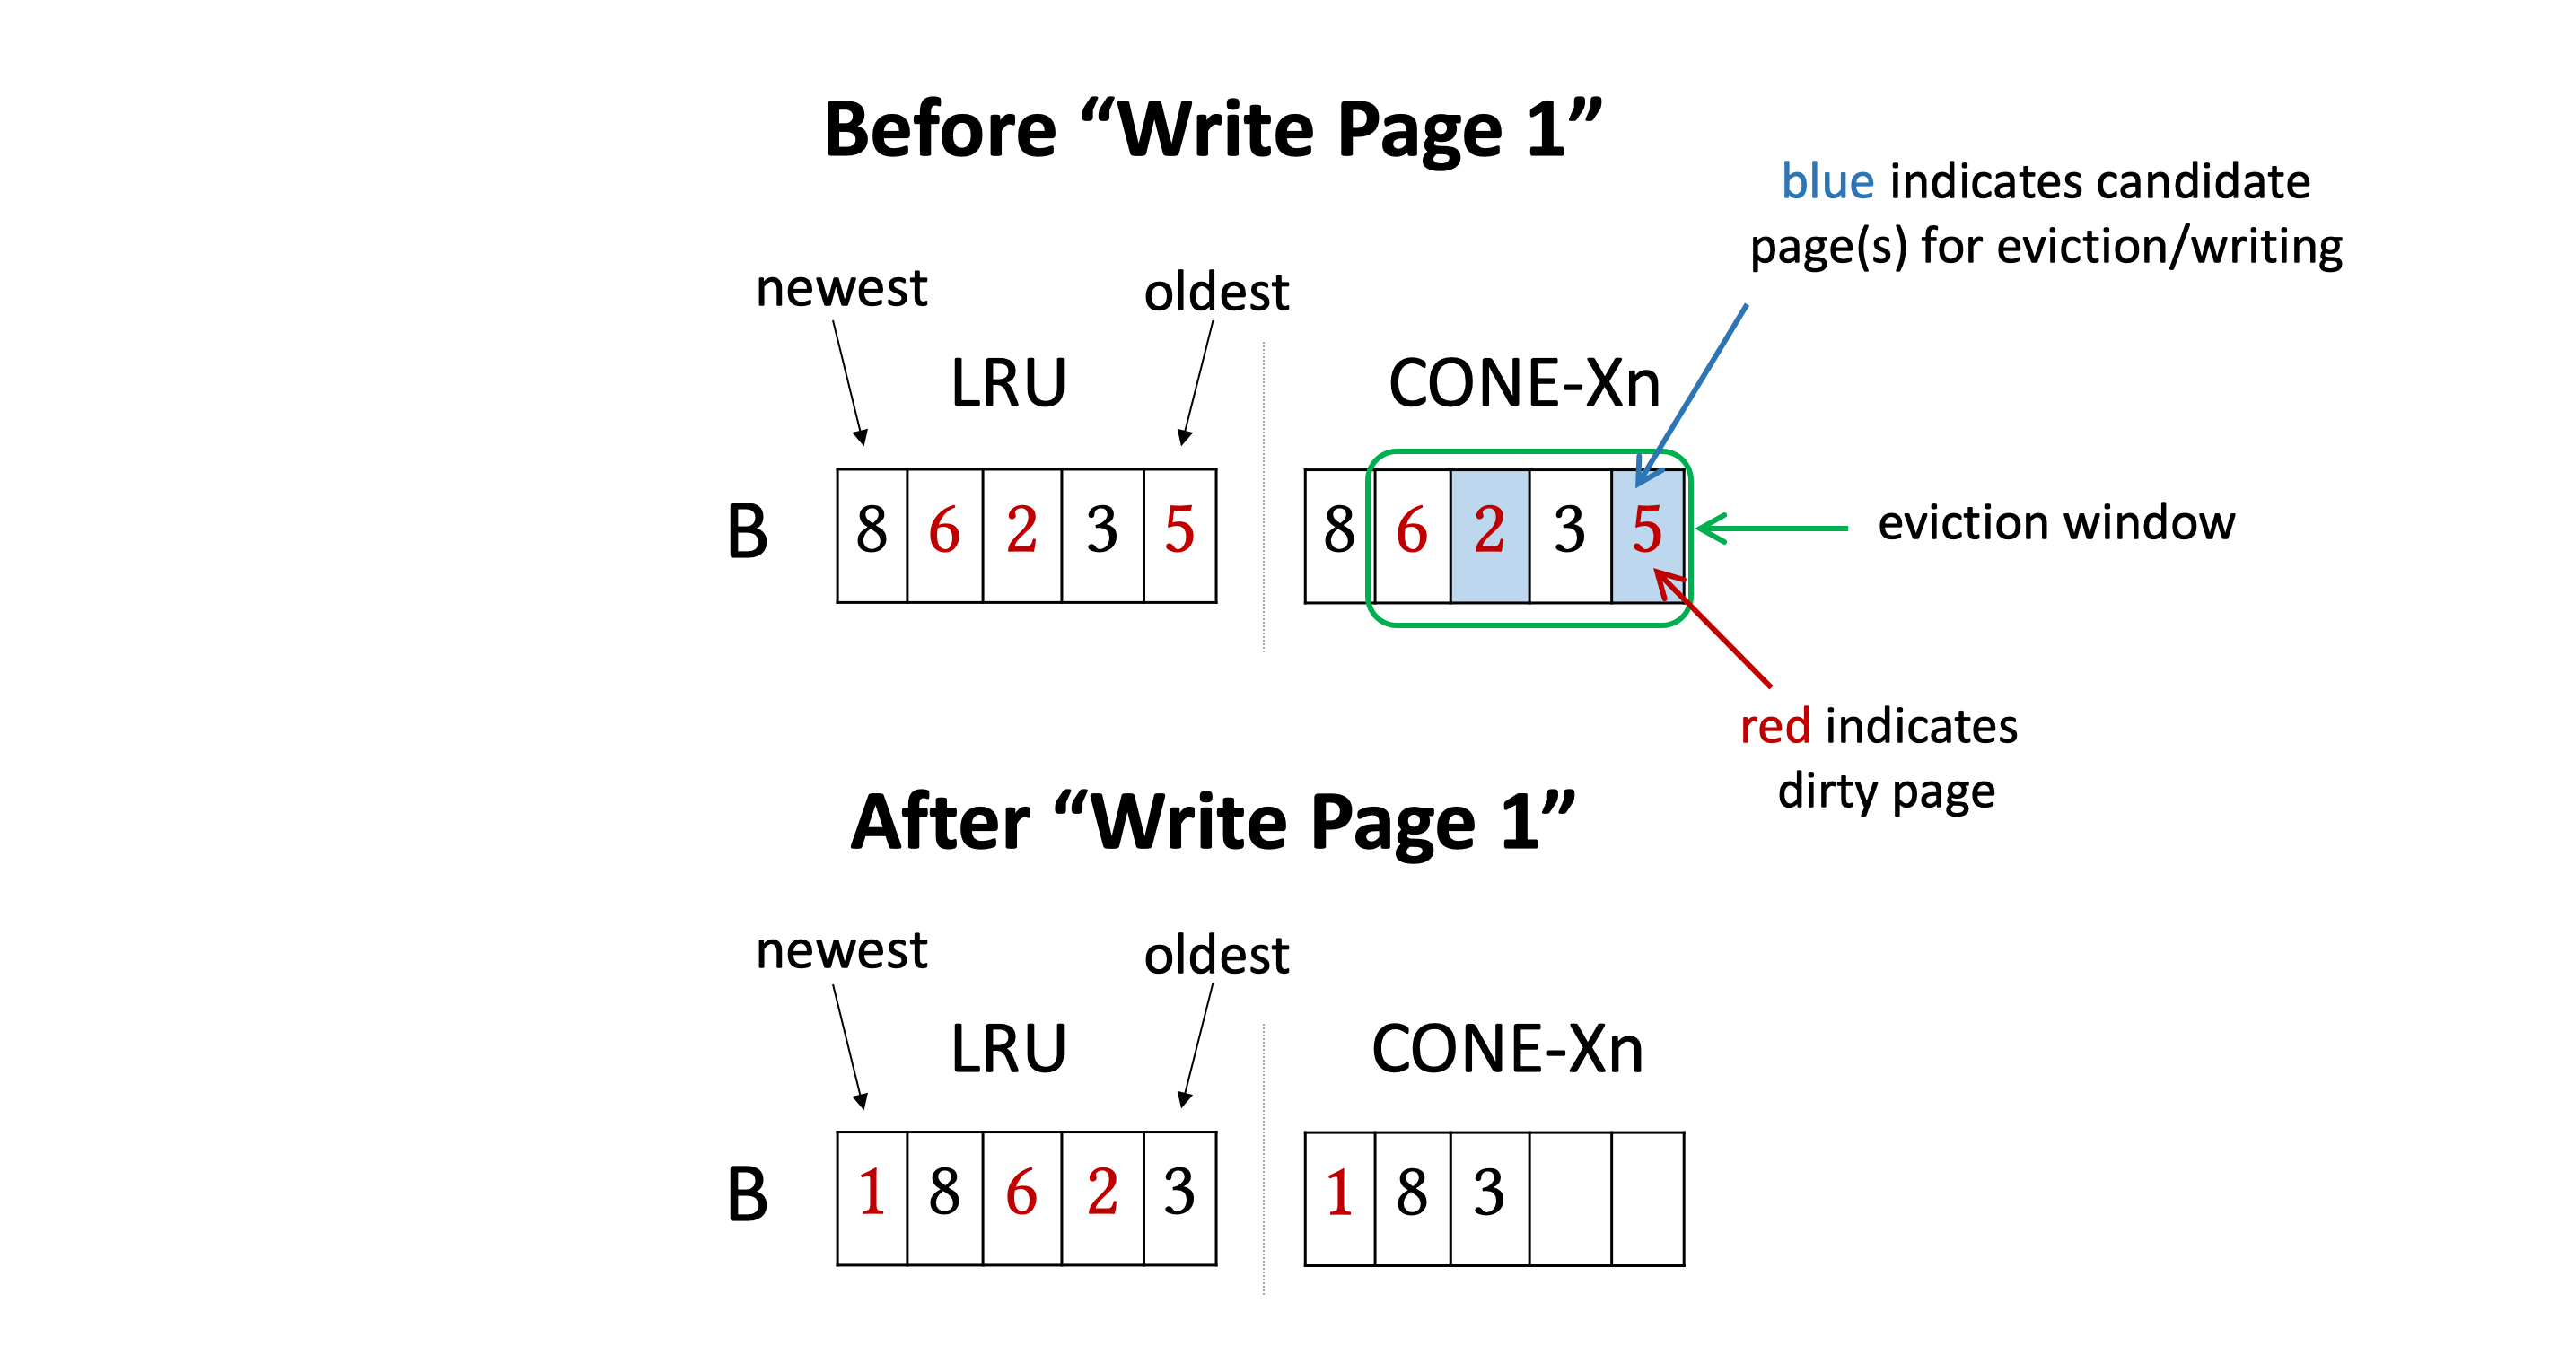 Before “Write Page 1”
blue indicates candidate
page(s) for eviction/writing
newest
oldest
LRU
CONE-Xn
B
8 6 2 3 5
8 6 2 3 5
eviction window
red indicates
dirty page
After “Write Page 1”
newest
oldest
LRU
CONE-Xn
B
1 8 6 2 3
1 8 3